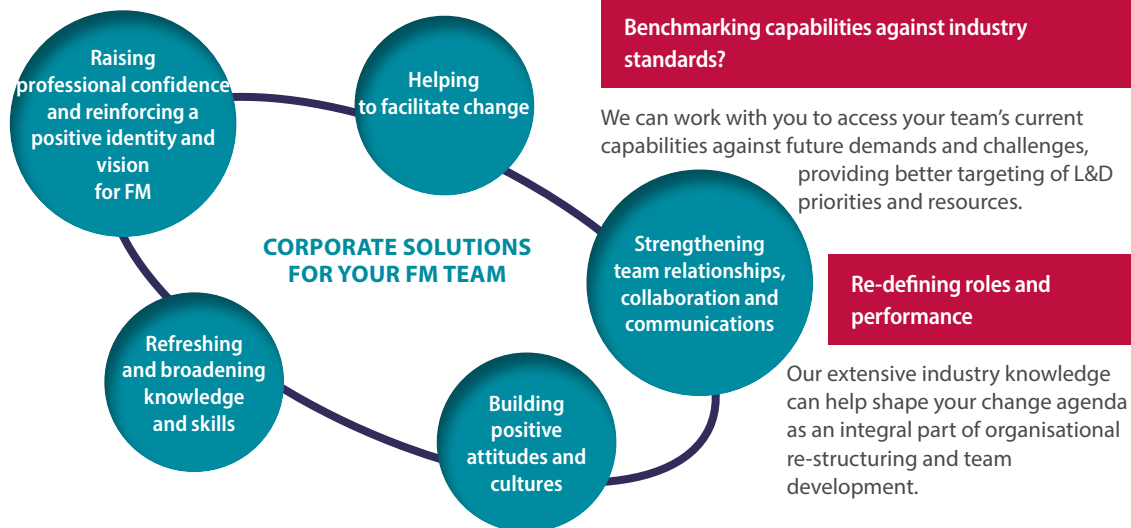 Raising
professional confidence
and reinforcing a
positive identity and
vision
for FM
Helping
to facilitate change
CORPORATE SOLUTIONS
FOR YOUR FM TEAM
Strengthening
team relationships,
collaboration and
communications
Refreshing
and broadening
knowledge
and skills
Building
positive
attitudes and
cultures
Benchmarking capabilities against industry
standards?
We can work with you to access your team’s current
capabilities against future demands and challenges,
providing better targeting of L&D
priorities and resources.
Re-defining roles and
performance
Our extensive industry knowledge
can help shape your change agenda
as an integral part of organisational
re-structuring and team
development.